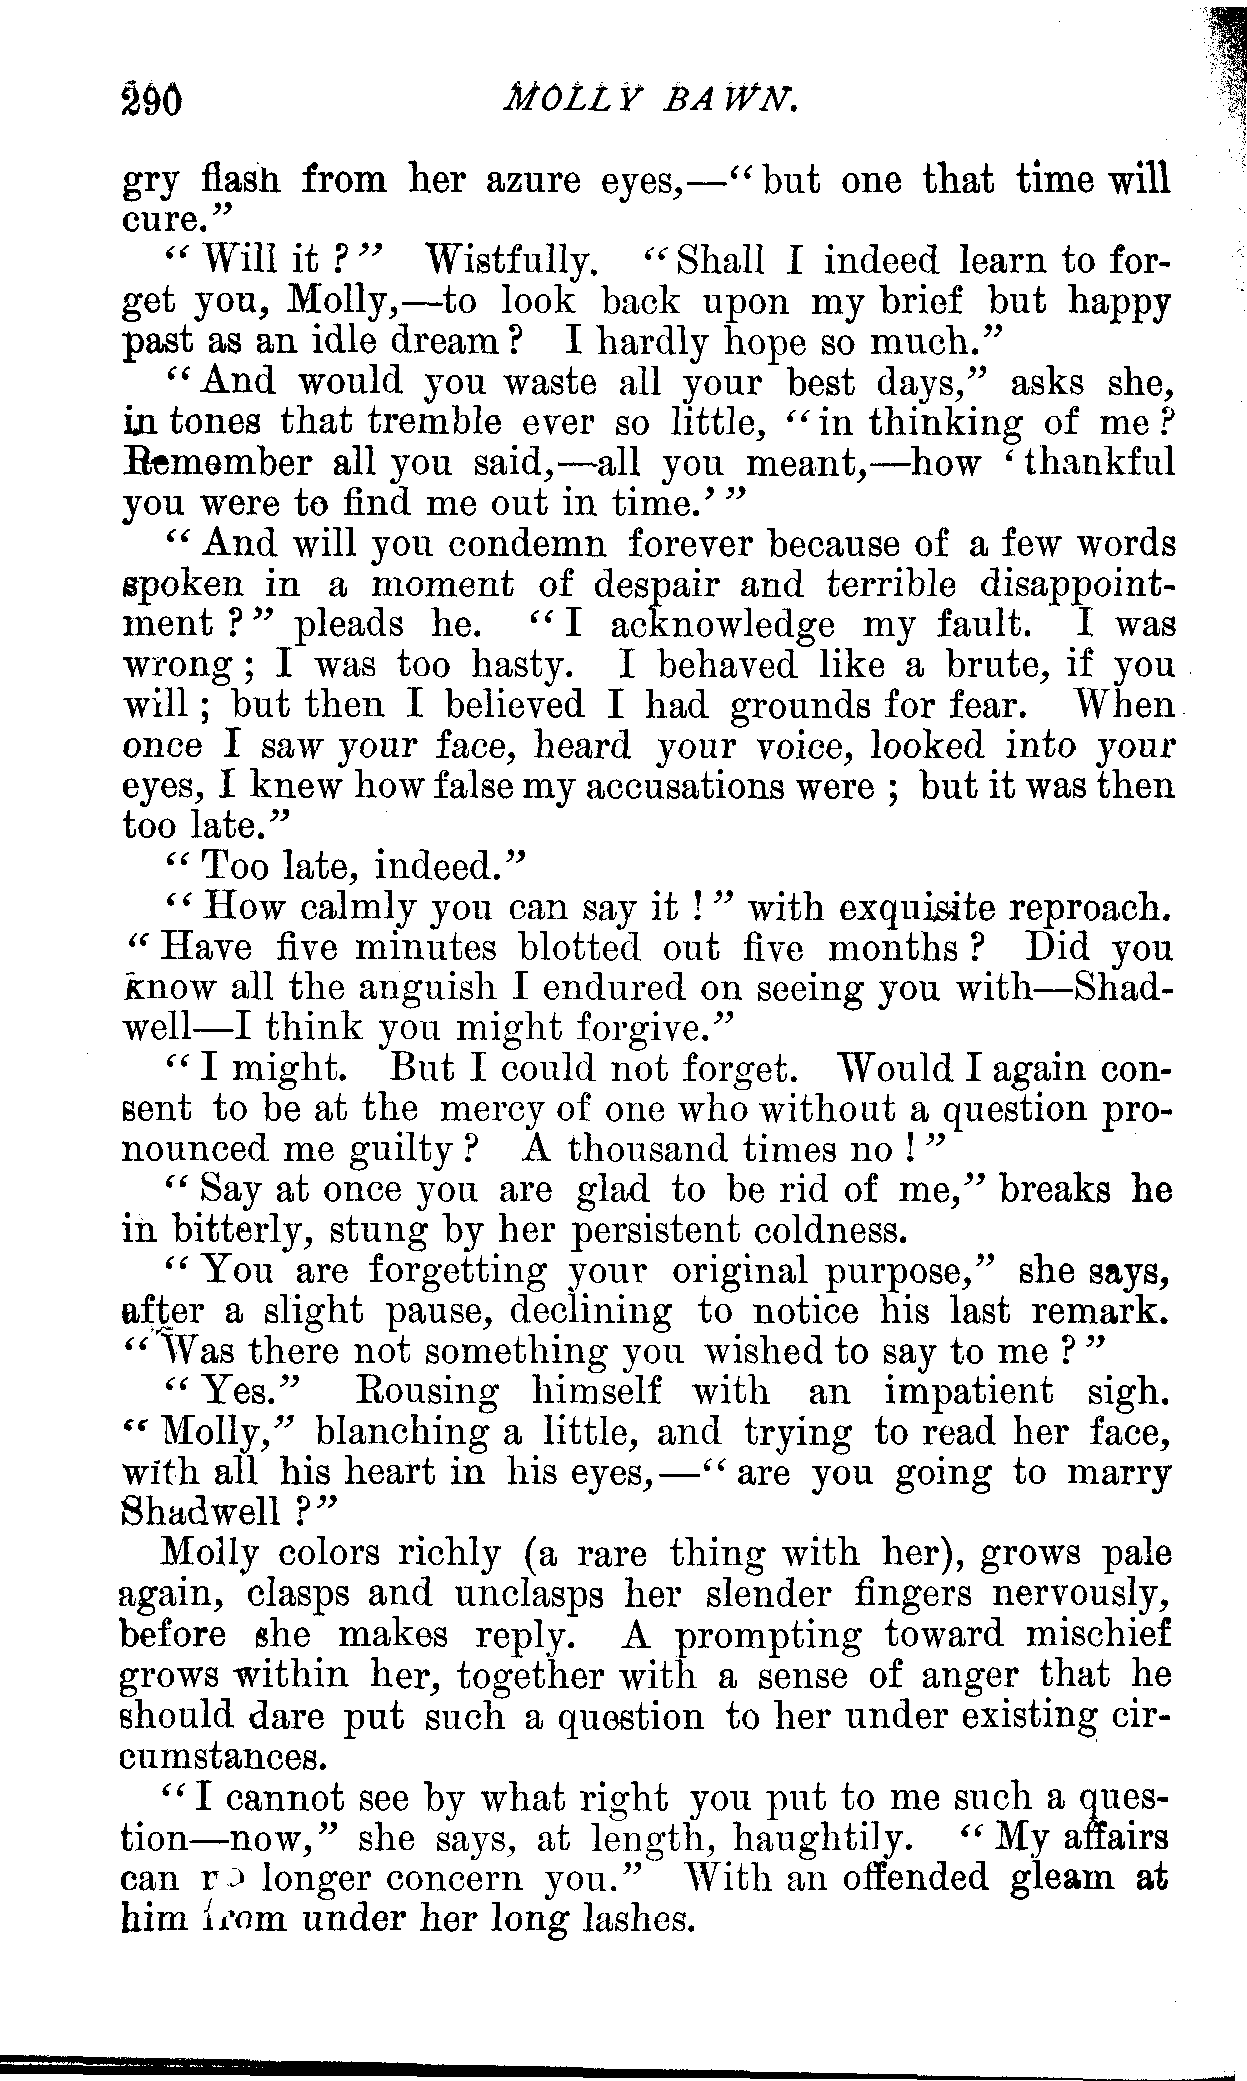 290 MOLLY BAWN.
gry flash from her azure eyes,—“but one that time will
cure.”
“Will it?” Wistfully. “Shall I indeed learn to for-
get you, Molly,—to look back upon my brief but happy
past as an idle dream? I hardly hope so much.”
“And would you waste all your best days,” asks she,
in tones that tremble ever so little, “in thinking of me?
Remember all you said,—all you meant,—how ‘thankful
you were to find me out in time.’”
“And will you condemn forever because of a few words
spoken in a moment of despair and terrible disappoint-
ment?” pleads he. “I acknowledge my fault. I was
wrong; I was too hasty. I behaved like a brute, if you
will; but then I believed I had grounds for fear. When
once I saw your face, heard your voice, looked into your
eyes, I knew how false my accusations were; but it was then
too late.”
“Too late, indeed.”
“How calmly you can say it!” with exquisite reproach.
“Have five minutes blotted out five months? Did you
know all the anguish I endured on seeing you with—Shad-
well—I think you might forgive.”
“I might. But I could not forget. Would I again con-
sent to be at the mercy of one who without a question pro-
nounced me guilty? A thousand times no!”
“Say at once you are glad to be rid of me,” breaks he
in bitterly, stung by her persistent coldness.
“You are forgetting your original purpose,” she says,
after a slight pause, declining to notice his last remark.
“Was there not something you wished to say to me?”
“Yes.” Rousing himself with an impatient sigh.
“Molly,” blanching a little, and trying to read her face,
with all his heart in his eyes,—“are you going to marry
Shadwell?”
Molly colors richly (a rare thing with her), grows pale
again, clasps and unclasps her slender fingers nervously,
before she makes reply. A prompting toward mischief
grows within her, together with a sense of anger that he
should dare put such a question to her under existing cir-
cumstances.
“I cannot see by what right you put to me such a ques-
tion—now,” she says, at length, haughtily. “My affairs
can no longer concern you.” With an offended gleam at
him from under her long lashes.